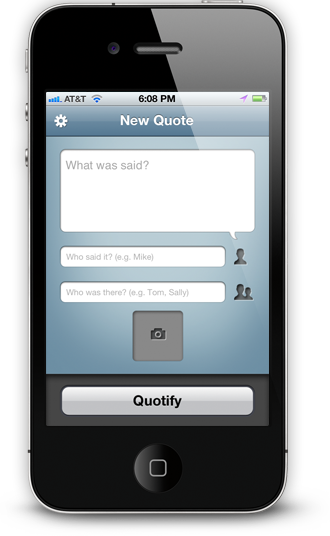 AT&T 6:08 PM
New Quote
What was said?
Who said it? (e.g. Mike)
Who was there? (e.g. Tom, Sally)
Quotify